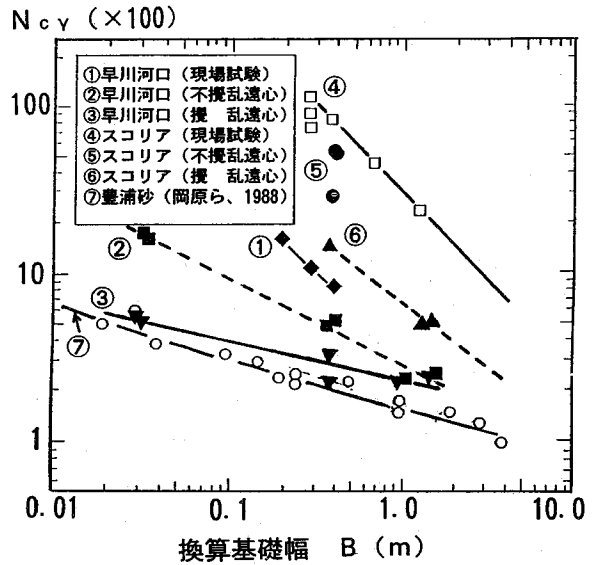 Ncγ (×100)
①早川河口（現場試験）
②早川河口（不攪乱遠心）
③早川河口（攪　乱遠心）
④スコリア（現場試験）
⑤スコリア（不攪乱遠心）
⑥スコリア（攪　乱遠心）
⑦豊浦砂（岡原ら、1988）
④
100
⑤
⑥
①
②
10
③
⑦
1
0.01 0.1 1.0 10.0
換算基礎幅 B (m)